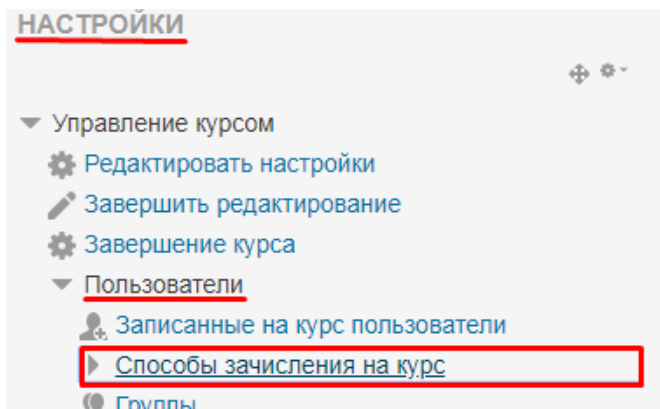 НАСТРОЙКИ
Управление курсом
Редактировать настройки
Завершить редактирование
Завершение курса
Пользователи
Записанные на курс пользователи
Способы зачисления на курс
Группы